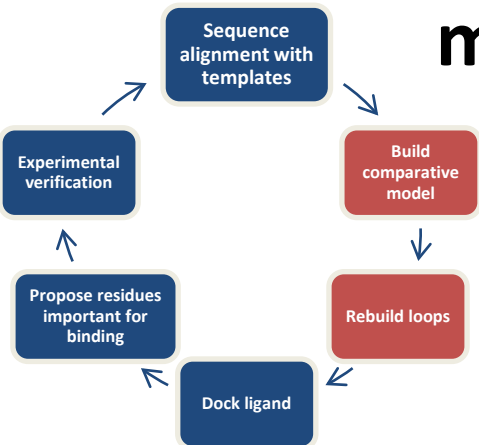 m
Sequence
alignment with
templates
Build
comparative
model
Rebuild loops
Dock ligand
Propose residues
important for
binding
Experimental
verification